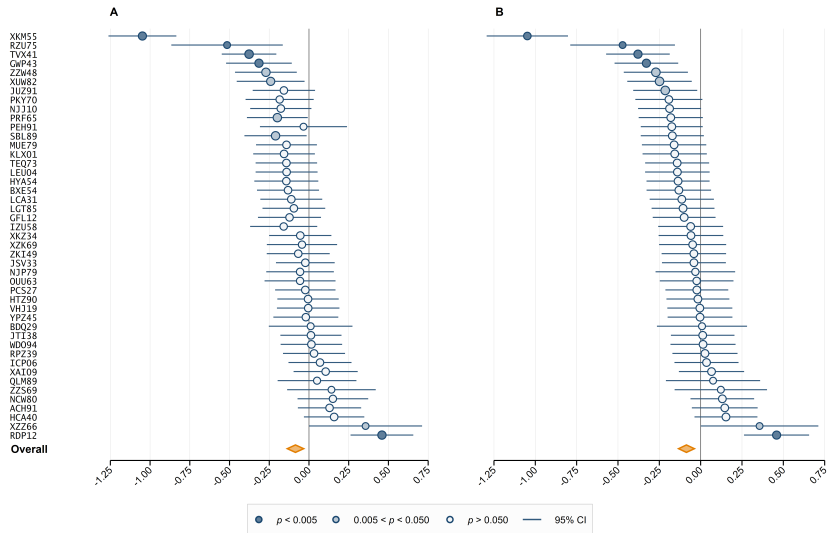 A B
XKM55
RZU75
TVX41
GWP43
ZZW48
XUW82
JUZ91
PKY70
NJJ10
PRF65
PEH91
SBL89
MUE79
KLX01
TEQ73
LEU04
HYA54
BXE54
LCA31
LGT85
GFL12
IZU58
XKZ34
XZK69
ZKI49
JSV33
NJP79
OUU63
PCS27
HTZ90
VHJ19
YPZ45
BDQ29
JTI38
WDO94
RPZ39
ICP06
XAI09
QLM89
ZZS69
NCW80
ACH91
HCA40
XZZ66
RDP12
Overall
-1.25 -1.00 -0.75 -0.50 -0.25 0.00 0.25 0.50 0.75 -1.25 -1.00 -0.75 -0.50 -0.25 0.00 0.25 0.50 0.75
p < 0.005 0.005 < p < 0.050 p > 0.050 95% CI